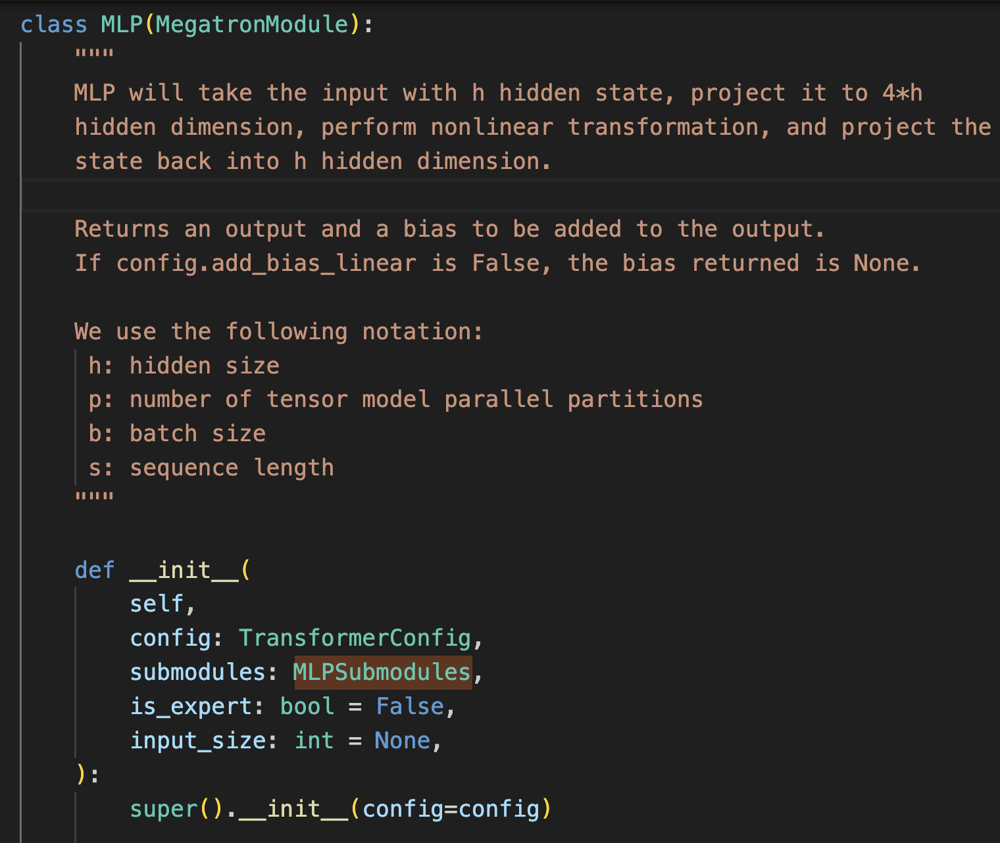 class MLP(MegatronModule):
"""
MLP will take the input with h hidden state, project it to 4*h
hidden dimension, perform nonlinear transformation, and project the
state back into h hidden dimension.
Returns an output and a bias to be added to the output.
If config.add_bias_linear is False, the bias returned is None.
We use the following notation:
h: hidden size
p: number of tensor model parallel partitions
b: batch size
s: sequence length
"""
def __init__(
self,
config: TransformerConfig,
submodules: MLPSubmodules,
is_expert: bool = False,
input_size: int = None,
):
super().__init__(config=config)